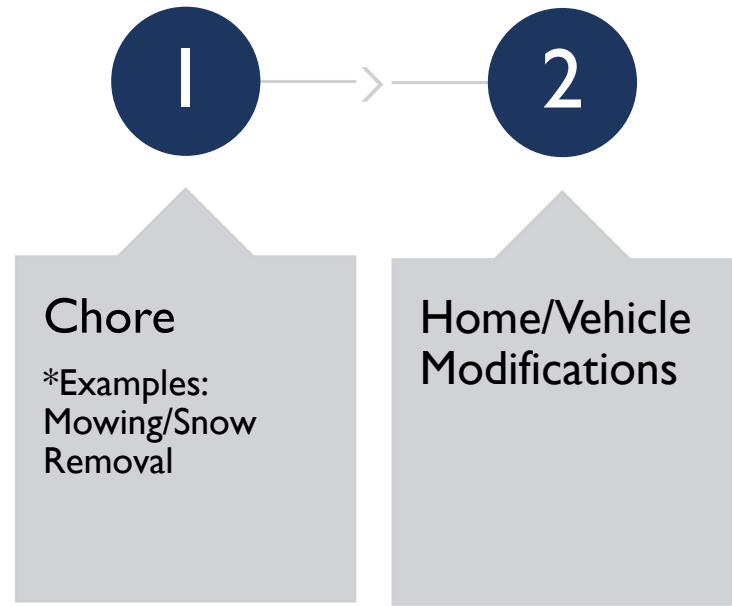 1
2
Chore
*Examples:
Mowing/Snow
Removal
Home/Vehicle
Modifications